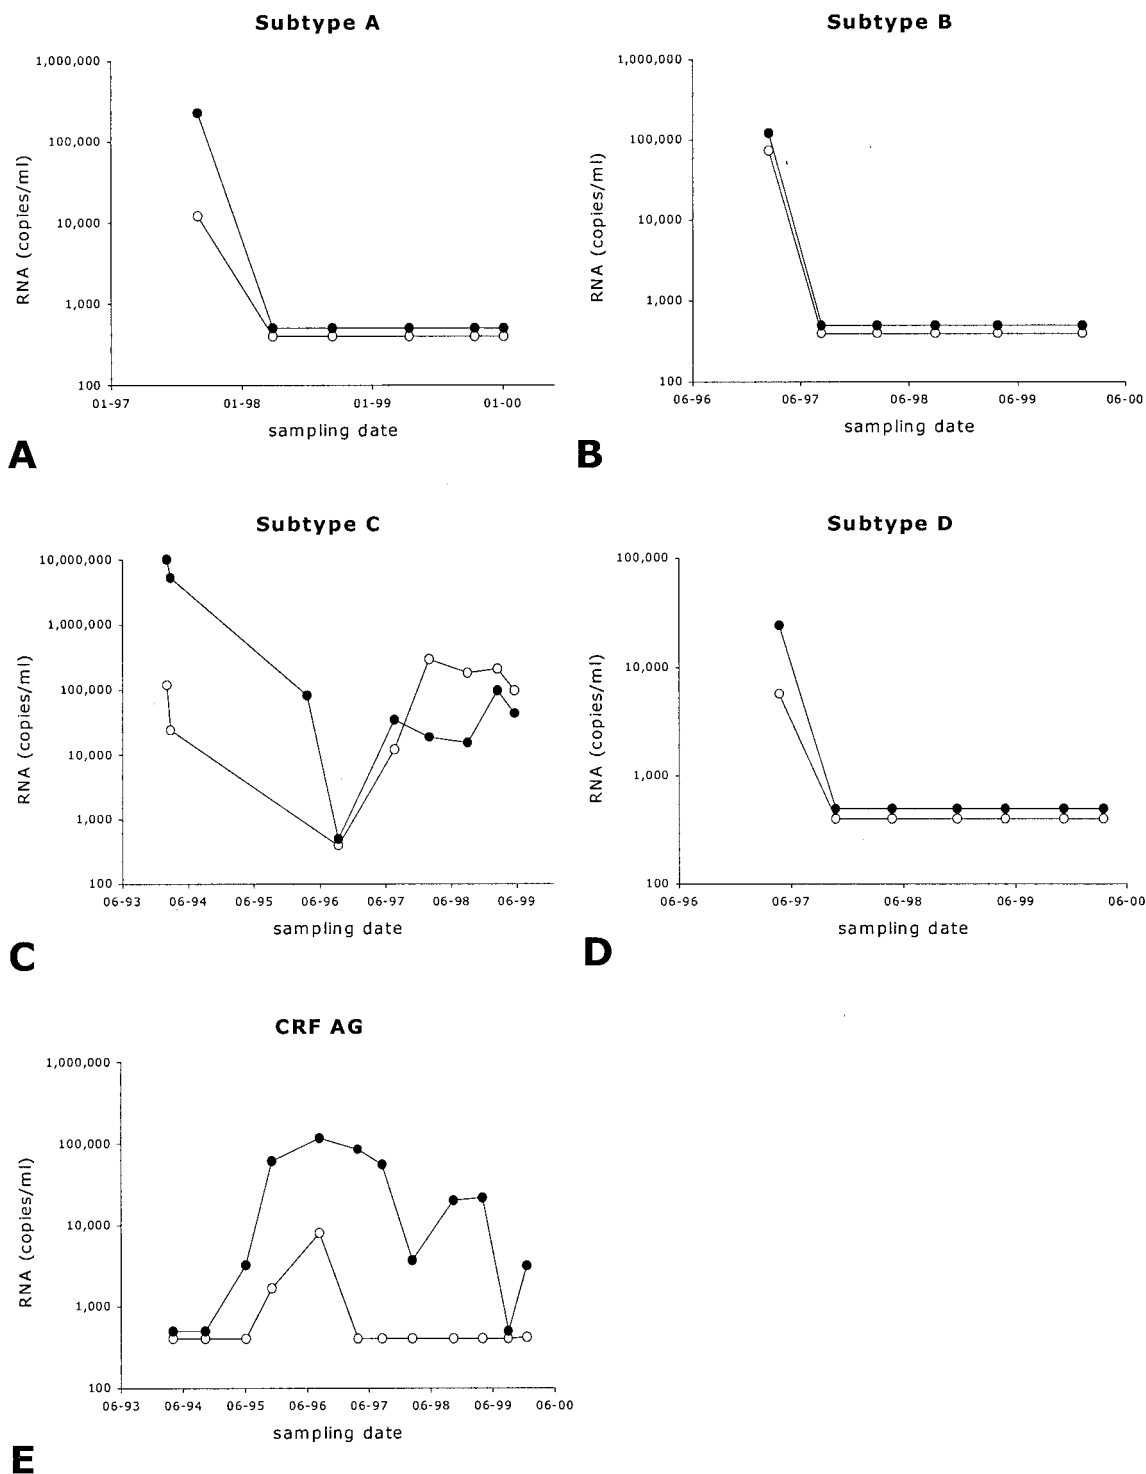 Subtype A
1,000,000
100,000
10,000
1,000
100
RNA (copies/ml)
01-97 01-98 01-99 01-00
sampling date
A
Subtype B
1,000,000
100,000
10,000
1,000
100
RNA (copies/ml)
06-96 06-97 06-98 06-99 06-00
sampling date
B
Subtype C
10,000,000
1,000,000
100,000
10,000
1,000
100
RNA (copies/ml)
06-93 06-94 06-95 06-96 06-97 06-98 06-99
sampling date
C
Subtype D
100,000
10,000
1,000
100
RNA (copies/ml)
06-96 06-97 06-98 06-99 06-00
sampling date
D
CRF AG
1,000,000
100,000
10,000
1,000
100
RNA (copies/ml)
06-93 06-94 06-95 06-96 06-97 06-98 06-99 06-00
sampling date
E